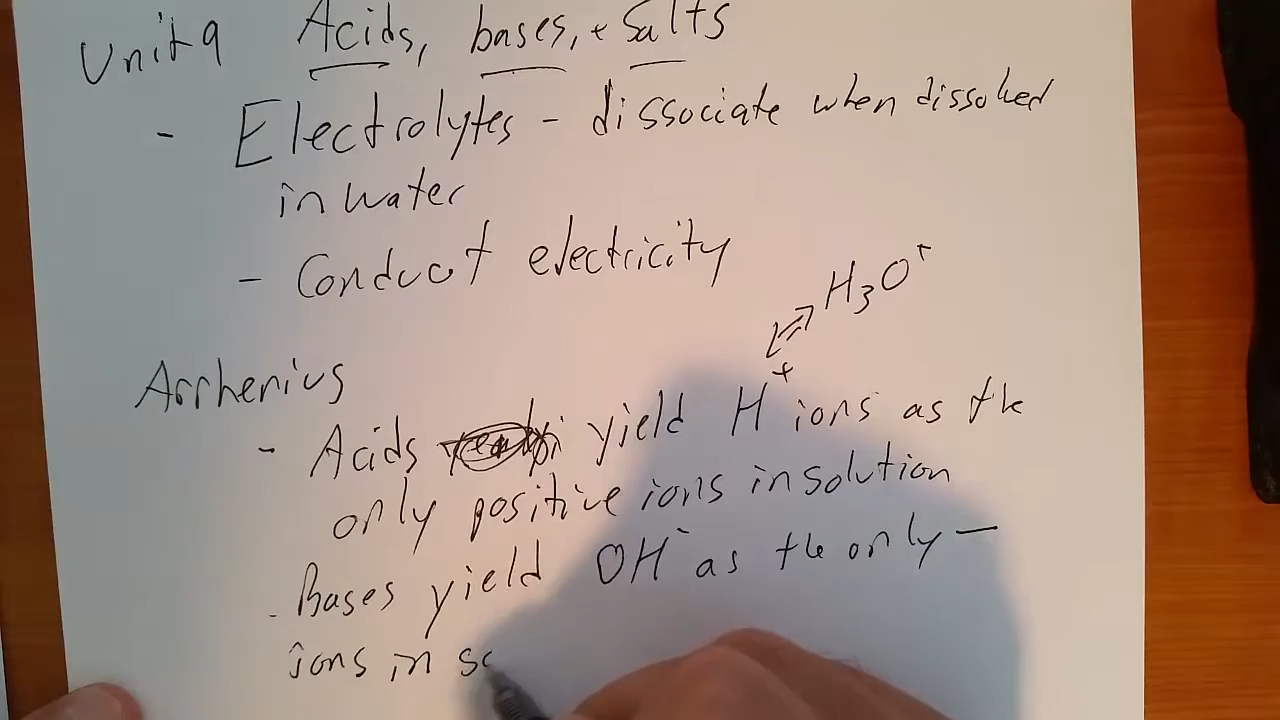 Unit 9 Acids, bases, + Salts
- Electrolytes - dissociate when dissolved
in water
- Conduct electricity
H₃O⁺
Arrhenius
- Acids yield H⁺ ions as the
only positive ions in solution
- Bases yield OH⁻ as the only —
ions in so